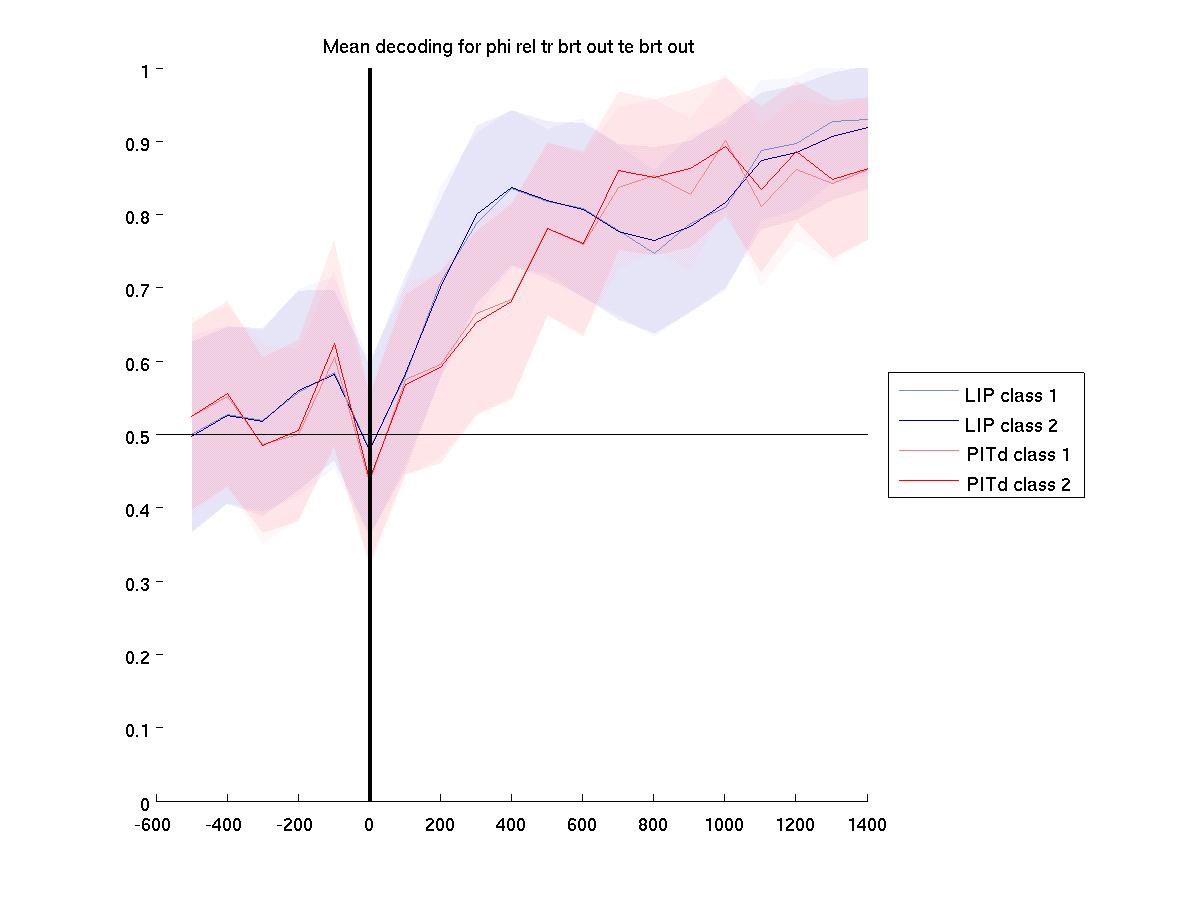 Mean decoding for phi rel tr brt out te brt out
1
0.9
0.8
0.7
0.6
0.5
0.4
0.3
0.2
0.1
0
-600 -400 -200 0 200 400 600 800 1000 1200 1400
LIP class 1
LIP class 2
PITd class 1
PITd class 2